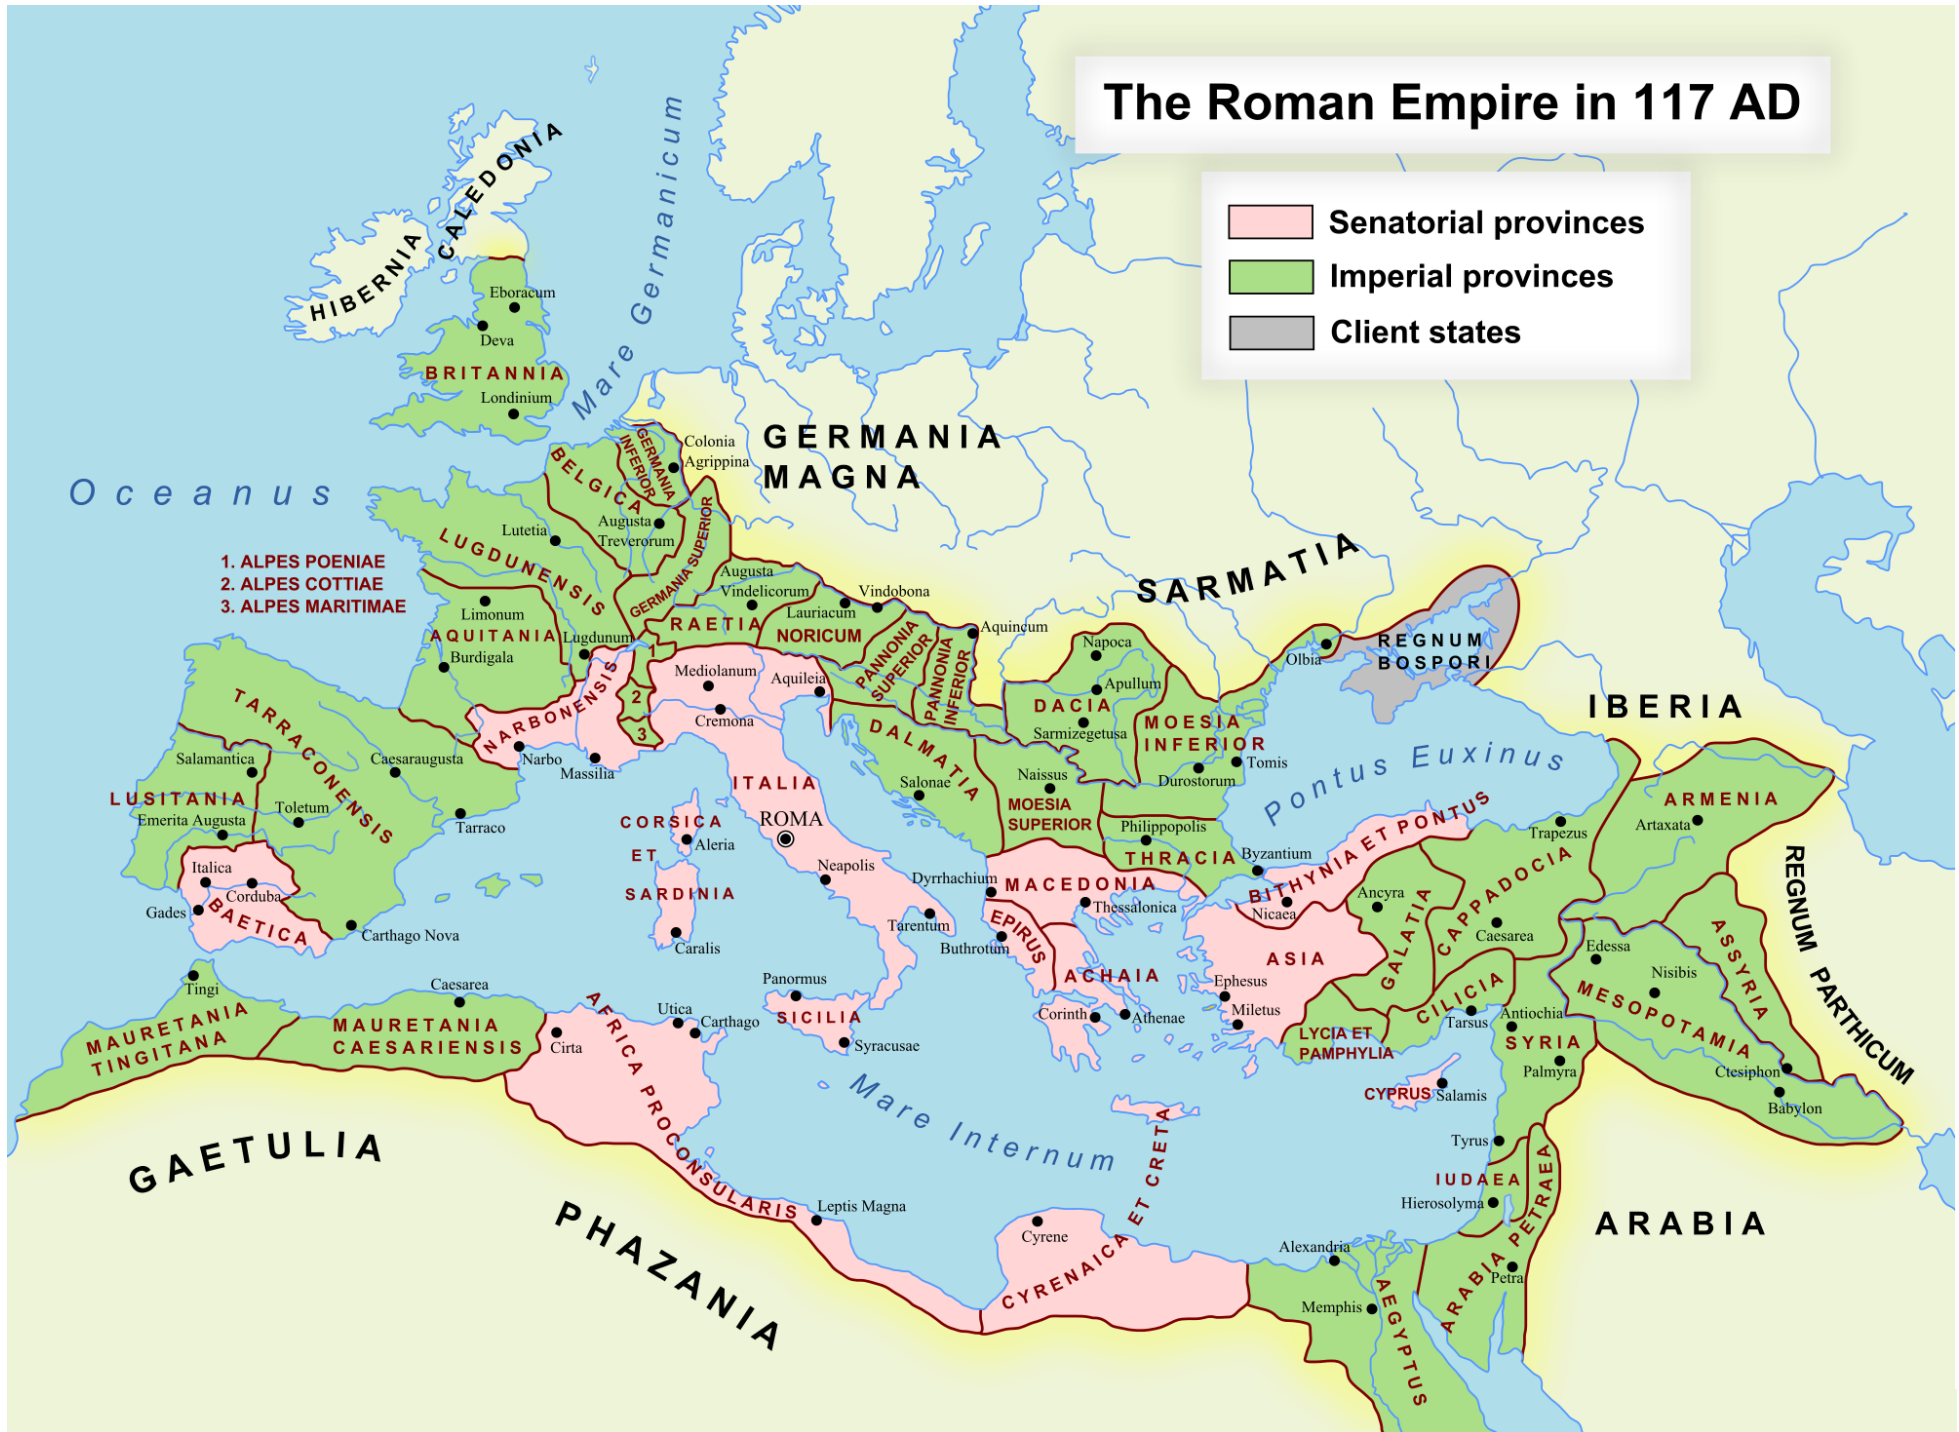 The Roman Empire in 117 AD
Senatorial provinces
Imperial provinces
Client states
CALEDONIA
HIBERNIA
Mare Germanicum
Eboracum
Deva
BRITANNIA
Londinium
Oceanus
GERMANIA
MAGNA
Colonia
Agrippina
GERMANIA
INFERIOR
BELGICA
Augusta
Treverorum
GERMANIA SUPERIOR
Lutetia
LUGDUNENSIS
1. ALPES POENIAE
2. ALPES COTTIAE
3. ALPES MARITIMAE
Limonum
AQUITANIA
Burdigala
Lugdunum
NARBONENSIS
Narbo
Massilia
1
2
3
Augusta
Vindelicorum
RAETIA
Lauriacum
NORICUM
Vindobona
PANNONIA
SUPERIOR
PANNONIA
INFERIOR
Aquincum
SARMATIA
Napoca
Apullum
DACIA
Sarmizegetusa
MOESIA
INFERIOR
Durostorum
Tomis
Olbia
REGNUM
BOSPORI
IBERIA
Pontus Euxinus
TARRACONENSIS
Salamantica
LUSITANIA
Emerita Augusta
Toletum
Caesaraugusta
Tarraco
Italica
Corduba
Gades
BAETICA
Carthago Nova
Mediolanum
Cremona
Aquileia
ITALIA
ROMA
Neapolis
Tarentum
CORSICA
ET
SARDINIA
Aleria
Caralis
DALMATIA
Salonae
Naissus
MOESIA
SUPERIOR
Philippopolis
THRACIA
Byzantium
Dyrrhachium
MACEDONIA
Thessalonica
EPIRUS
Buthrotum
ACHAIA
Corinth
Athenae
BITHYNIA ET PONTUS
Nicaea
ASIA
Ephesus
Miletus
Ancyra
GALATIA
CAPPADOCIA
Caesarea
Trapezus
ARMENIA
Artaxata
REGNUM PARTHICUM
ASSYRIA
Edessa
Nisibis
MESOPOTAMIA
Ctesiphon
Babylon
CILICIA
Tarsus
LYCIA ET
PAMPHYLIA
Antiochia
SYRIA
Palmyra
CYPRUS
Salamis
Tyrus
IUDAEA
Hierosolyma
ARABIA PETRAEA
Petra
ARABIA
Tingi
MAURETANIA
TINGITANA
Caesarea
MAURETANIA
CAESARIENSIS
Cirta
Utica
Carthago
AFRICA PROCONSULARIS
Panormus
SICILIA
Syracusae
Mare Internum
Leptis Magna
Cyrene
CYRENAICA ET CRETA
Alexandria
Memphis
AEGYPTUS
GAETULIA
PHAZANIA